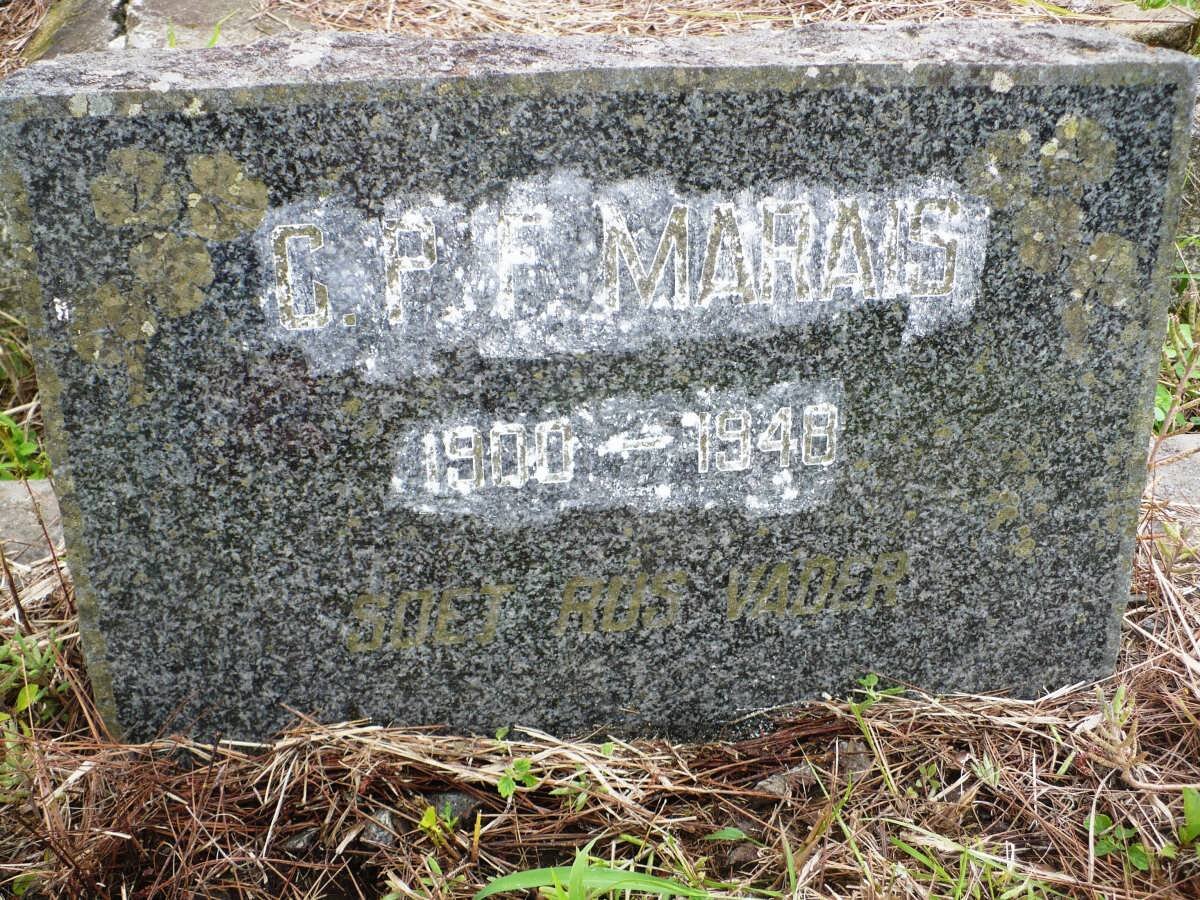 G. P. F. MARAIS
1900 – 1948
SOET RUS VADER